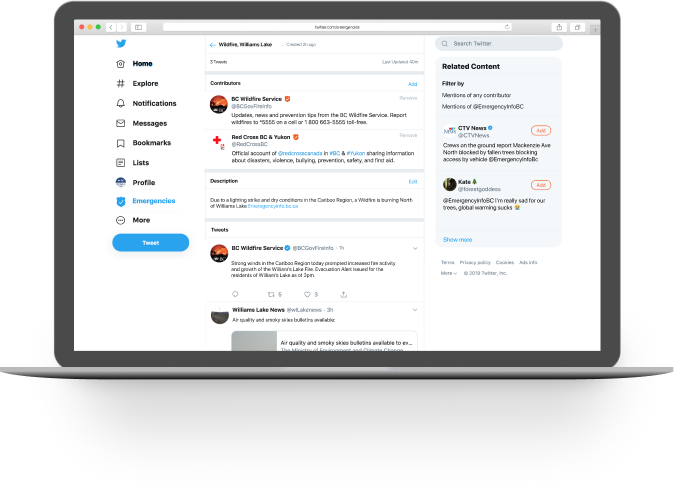 twitter.com/emergencies
Home
Explore
Notifications
Messages
Bookmarks
Lists
Profile
Emergencies
More
Tweet
← Wildfire, Williams Lake
Created 2h ago
3 Tweets
Last Updated 40m
Contributors
Add
BC Wildfire Service
Remove
@BCGovFireInfo
Updates, news and prevention tips from the BC Wildfire Service. Report
wildfires to *5555 on a cell or 1 800 663-5555 toll-free.
Red Cross BC & Yukon
Remove
@RedCrossBC
Official account of @redcrosscanada in #BC & #Yukon sharing information
about disasters, violence, bullying, prevention, safety, and first aid.
Description
Edit
Due to a lighting strike and dry conditions in the Cariboo Region, a Wildfire is burning North
of Williams Lake Emergencyinfo.bc.ca
Tweets
BC Wildfire Service @BCGovFireInfo · 1h
Strong winds in Cariboo Region today prompted increased fire activity
and growth of the William's Lake Fire. Evacuation Alert issued for the
residents of Williams Lake as of 3pm.
5
3
Williams Lake News @wlLakenews · 3h
Air quality and smoky skies bulletins available:
Air quality and smoky skies bulletins available to ev...
The Ministry of Environment and Climate Change
Search Twitter
Related Content
Filter by
Mentions of any contributor
Mentions of @EmergencyInfoBC
CTV News
@CTVNews
Add
Crews on the ground report Mackenzie Ave
North blocked by fallen trees blocking
access by vehicle @EmergencyInfoBc
Kate
@forestgoddess
Add
@EmergencyInfoBC I'm really sad for our
trees, global warming sucks
Show more
Terms Privacy policy Cookies Ads info
More © 2019 Twitter, Inc.